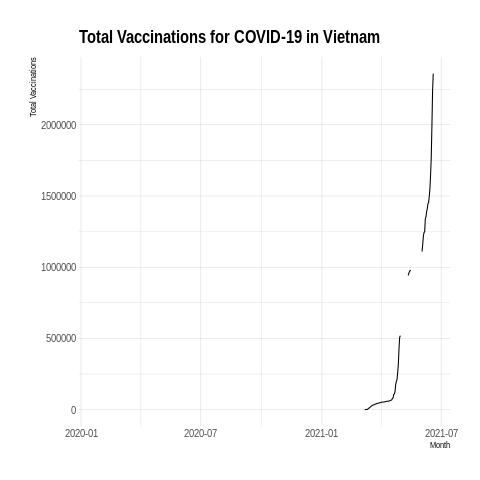 Total Vaccinations for COVID-19 in Vietnam
Total Vaccinations
2000000
1500000
1000000
500000
0
2020-01 2020-07 2021-01 2021-07
Month